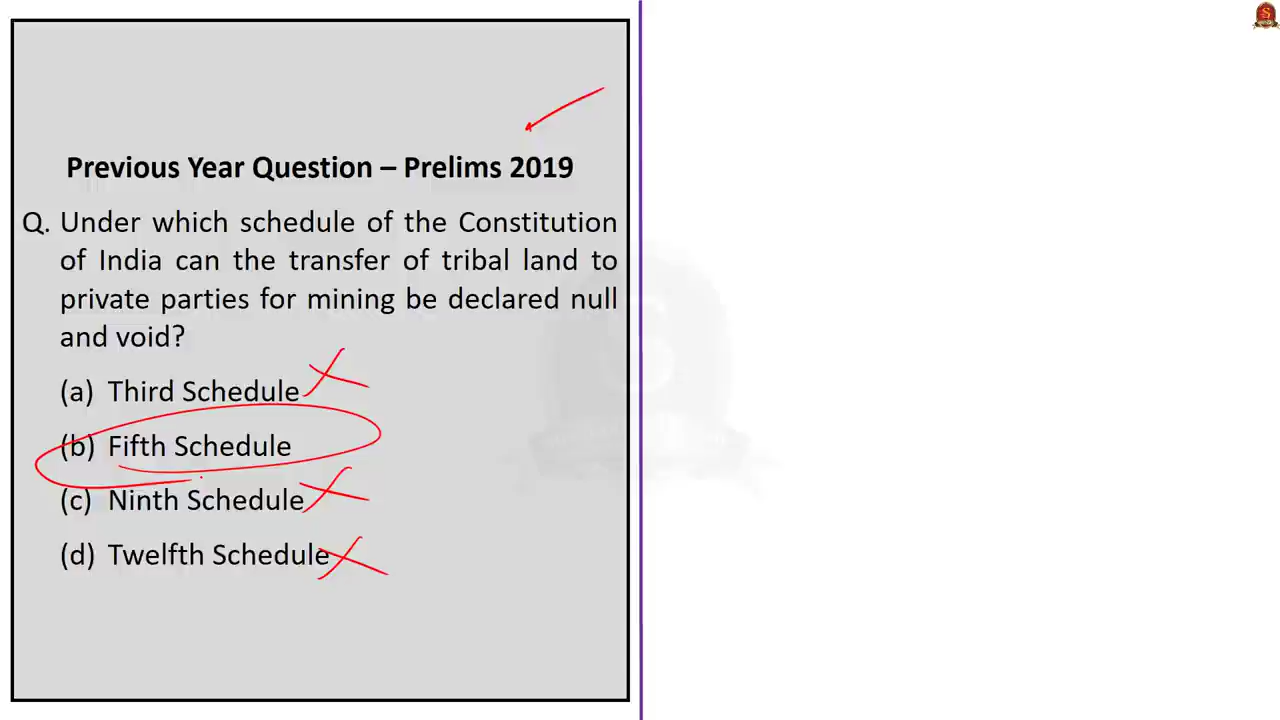 Previous Year Question – Prelims 2019
Q. Under which schedule of the Constitution
of India can the transfer of tribal land to
private parties for mining be declared null
and void?
(a) Third Schedule
(b) Fifth Schedule
(c) Ninth Schedule
(d) Twelfth Schedule